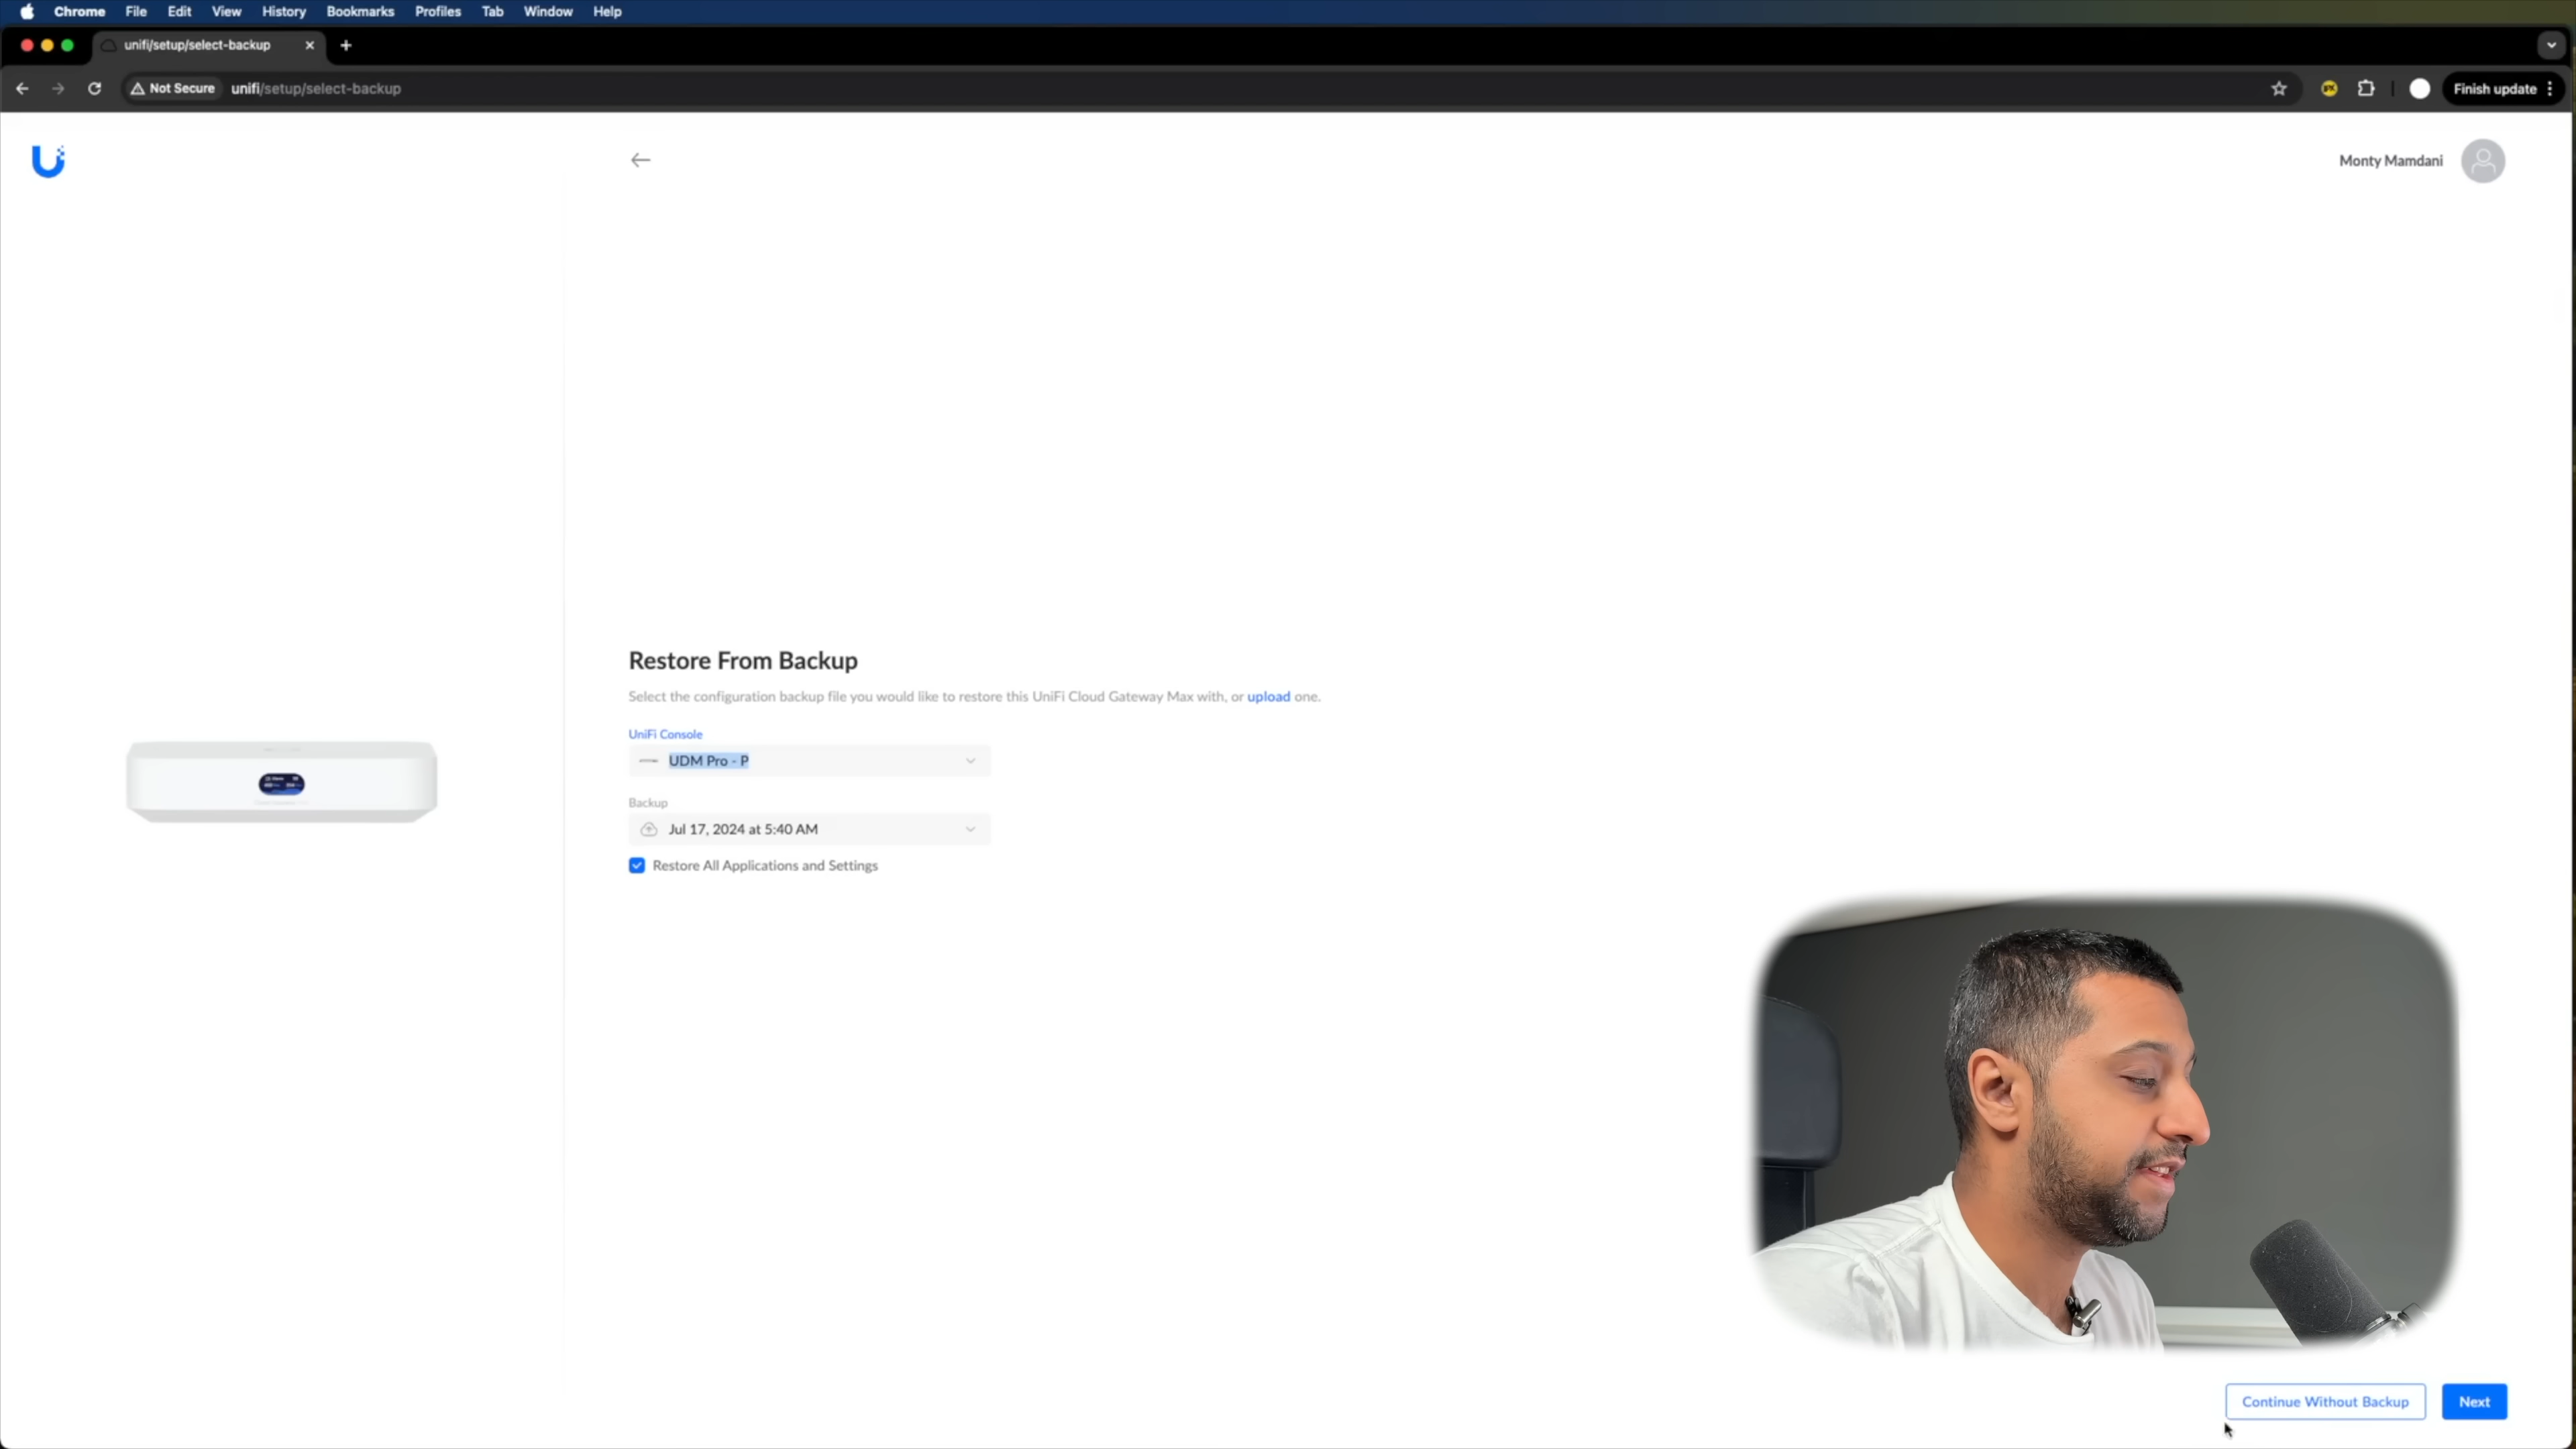 Chrome File Edit View History Bookmarks Profiles Tab Window Help
unifi/setup/select-backup
Not Secure unifi/setup/select-backup
Finish update
Monty Mamdani
Restore From Backup
Select the configuration backup file you would like to restore this UniFi Cloud Gateway Max with, or upload one.
UniFi Console
UDM Pro - P
Backup
Jul 17, 2024 at 5:40 AM
Restore All Applications and Settings
Continue Without Backup
Next